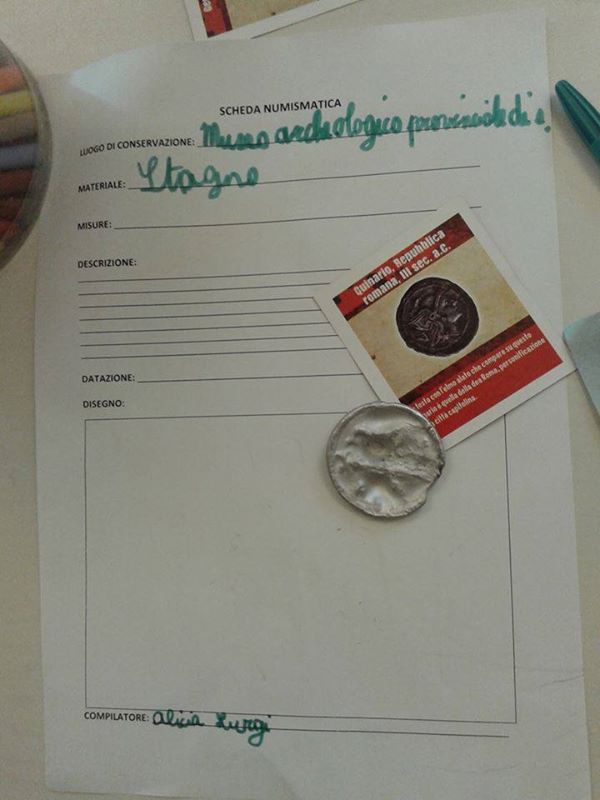 SCHEDA NUMISMATICA
LUOGO DI CONSERVAZIONE: Museo archeologico provinciale di
MATERIALE: Stagno
MISURE:
DESCRIZIONE:
Quinario, Repubblica
romana, III sec. a.c.
testa con l'elmo alato che compare su questo
è quella della dea Roma, personificazione
città capitolina.
DATAZIONE:
DISEGNO:
COMPILATORE: Alicia Lurgi